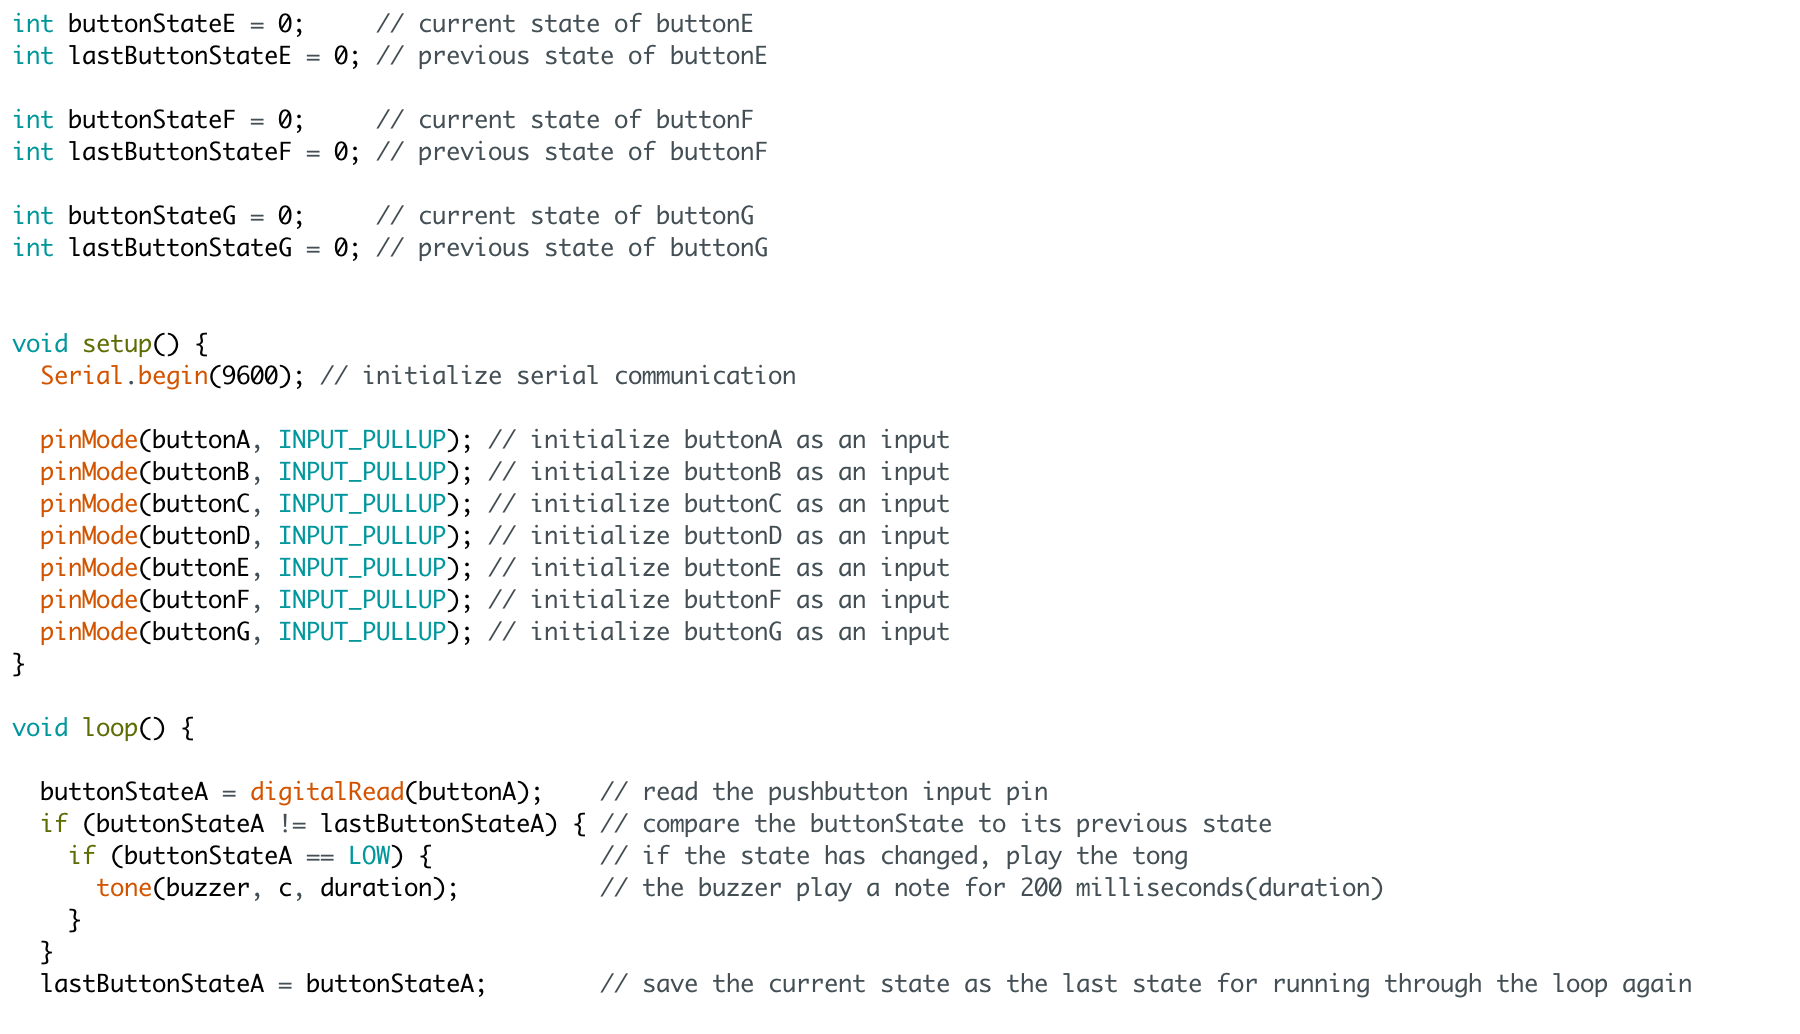 int buttonStateE = 0;     // current state of buttonE
int lastButtonStateE = 0; // previous state of buttonE

int buttonStateF = 0;     // current state of buttonF
int lastButtonStateF = 0; // previous state of buttonF

int buttonStateG = 0;     // current state of buttonG
int lastButtonStateG = 0; // previous state of buttonG


void setup() {
  Serial.begin(9600); // initialize serial communication

  pinMode(buttonA, INPUT_PULLUP); // initialize buttonA as an input
  pinMode(buttonB, INPUT_PULLUP); // initialize buttonB as an input
  pinMode(buttonC, INPUT_PULLUP); // initialize buttonC as an input
  pinMode(buttonD, INPUT_PULLUP); // initialize buttonD as an input
  pinMode(buttonE, INPUT_PULLUP); // initialize buttonE as an input
  pinMode(buttonF, INPUT_PULLUP); // initialize buttonF as an input
  pinMode(buttonG, INPUT_PULLUP); // initialize buttonG as an input
}

void loop() {

  buttonStateA = digitalRead(buttonA);    // read the pushbutton input pin
  if (buttonStateA != lastButtonStateA) { // compare the buttonState to its previous state
    if (buttonStateA == LOW) {            // if the state has changed, play the tong
      tone(buzzer, c, duration);          // the buzzer play a note for 200 milliseconds(duration)
    }
  }
  lastButtonStateA = buttonStateA;        // save the current state as the last state for running through the loop again